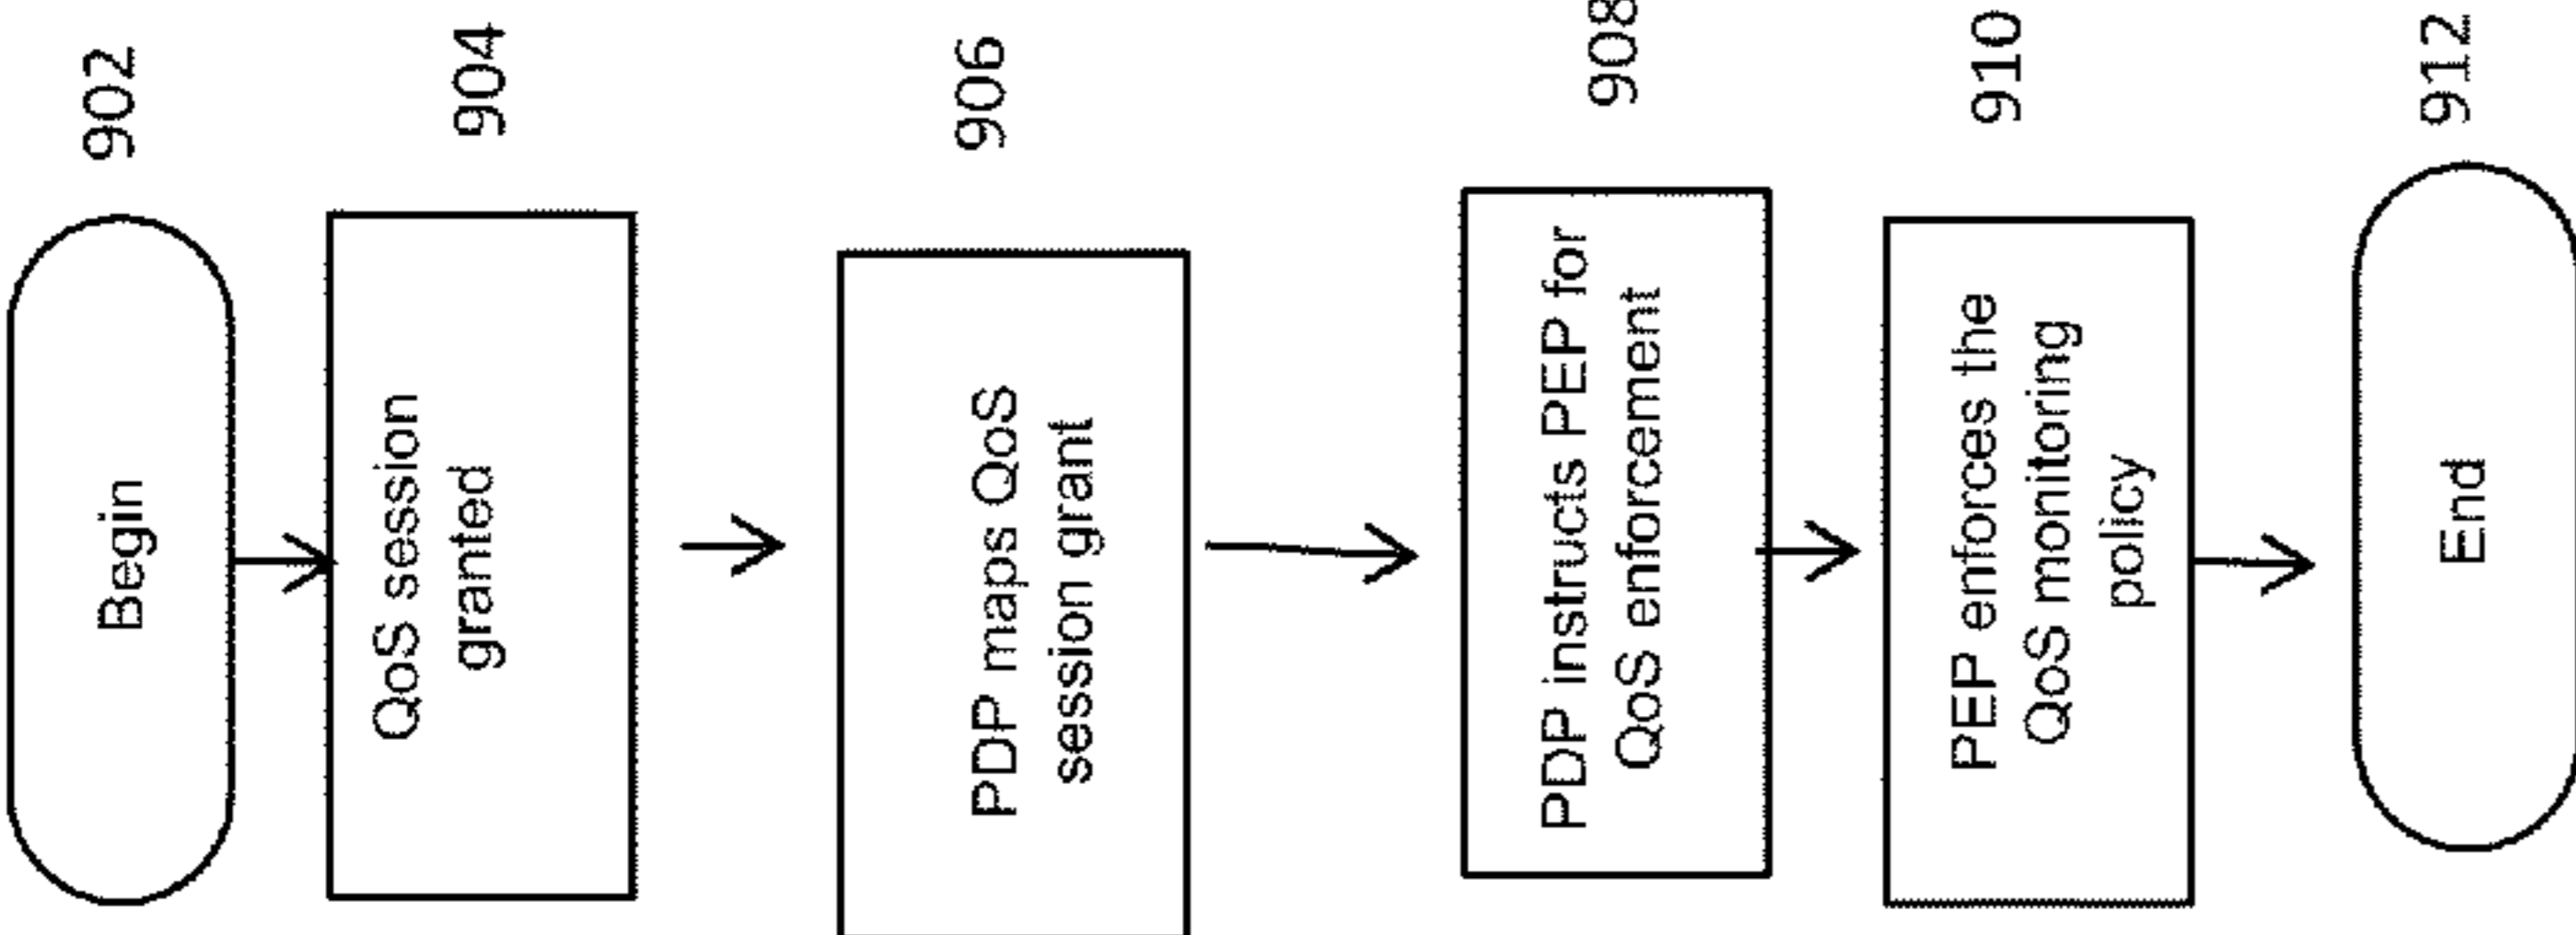 Begin
902
QoS session
granted
904
PDP maps QoS
session grant
906
PDP instructs PEP for
QoS enforcement
908
PEP enforces the
QoS monitoring
policy
910
End
912